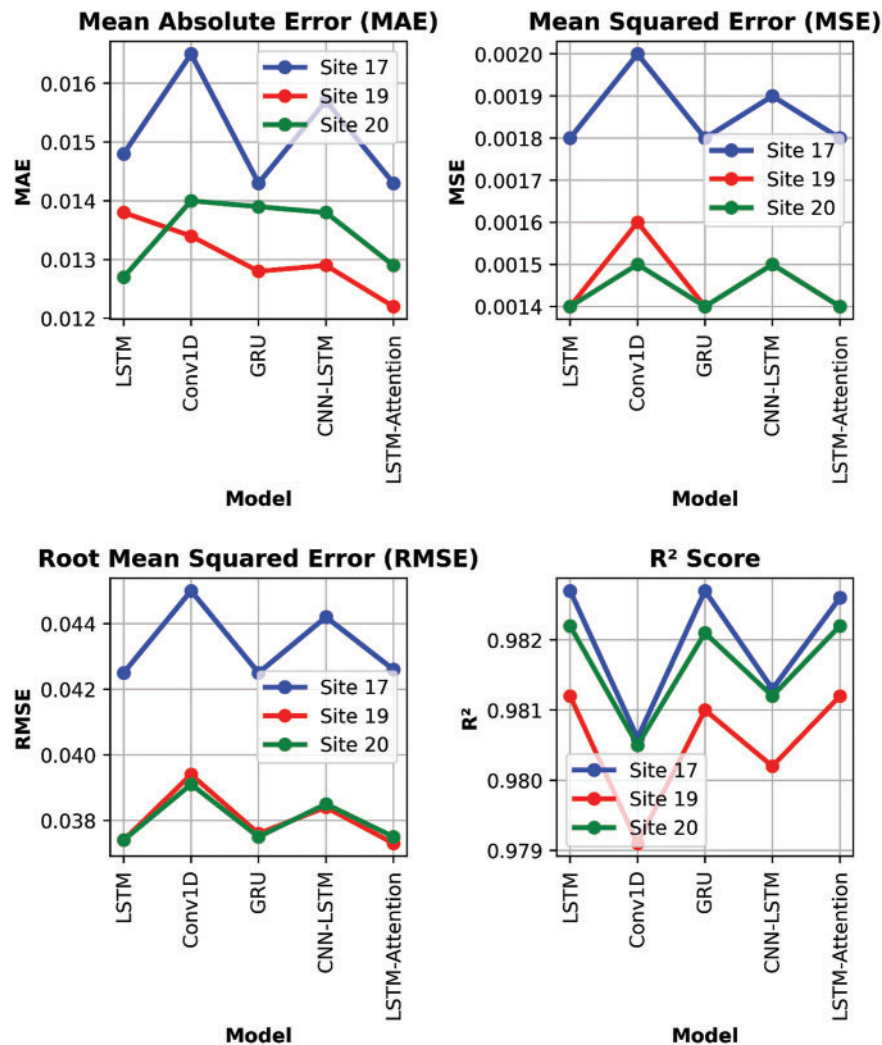 Mean Absolute Error (MAE)
MAE
0.016
0.015
0.014
0.013
0.012
Site 17
Site 19
Site 20
LSTM
Conv1D
GRU
CNN-LSTM
LSTM-Attention
Model
Mean Squared Error (MSE)
MSE
0.0020
0.0019
0.0018
0.0017
0.0016
0.0015
0.0014
Site 17
Site 19
Site 20
LSTM
Conv1D
GRU
CNN-LSTM
LSTM-Attention
Model
Root Mean Squared Error (RMSE)
RMSE
0.044
0.042
0.040
0.038
Site 17
Site 19
Site 20
LSTM
Conv1D
GRU
CNN-LSTM
LSTM-Attention
Model
R² Score
R²
0.982
0.981
0.980
0.979
Site 17
Site 19
Site 20
LSTM
Conv1D
GRU
CNN-LSTM
LSTM-Attention
Model